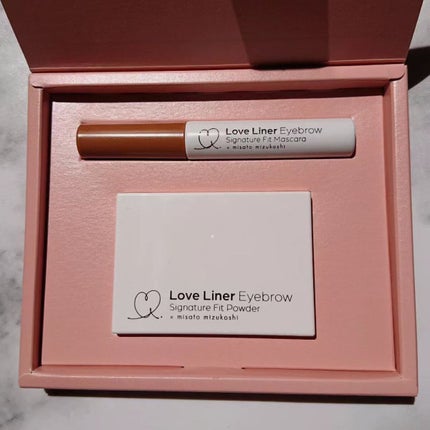 Love Liner Eyebrow
Signature Fit Mascara
× misato mizukoshi
Love Liner Eyebrow
Signature Fit Powder
× misato mizukoshi